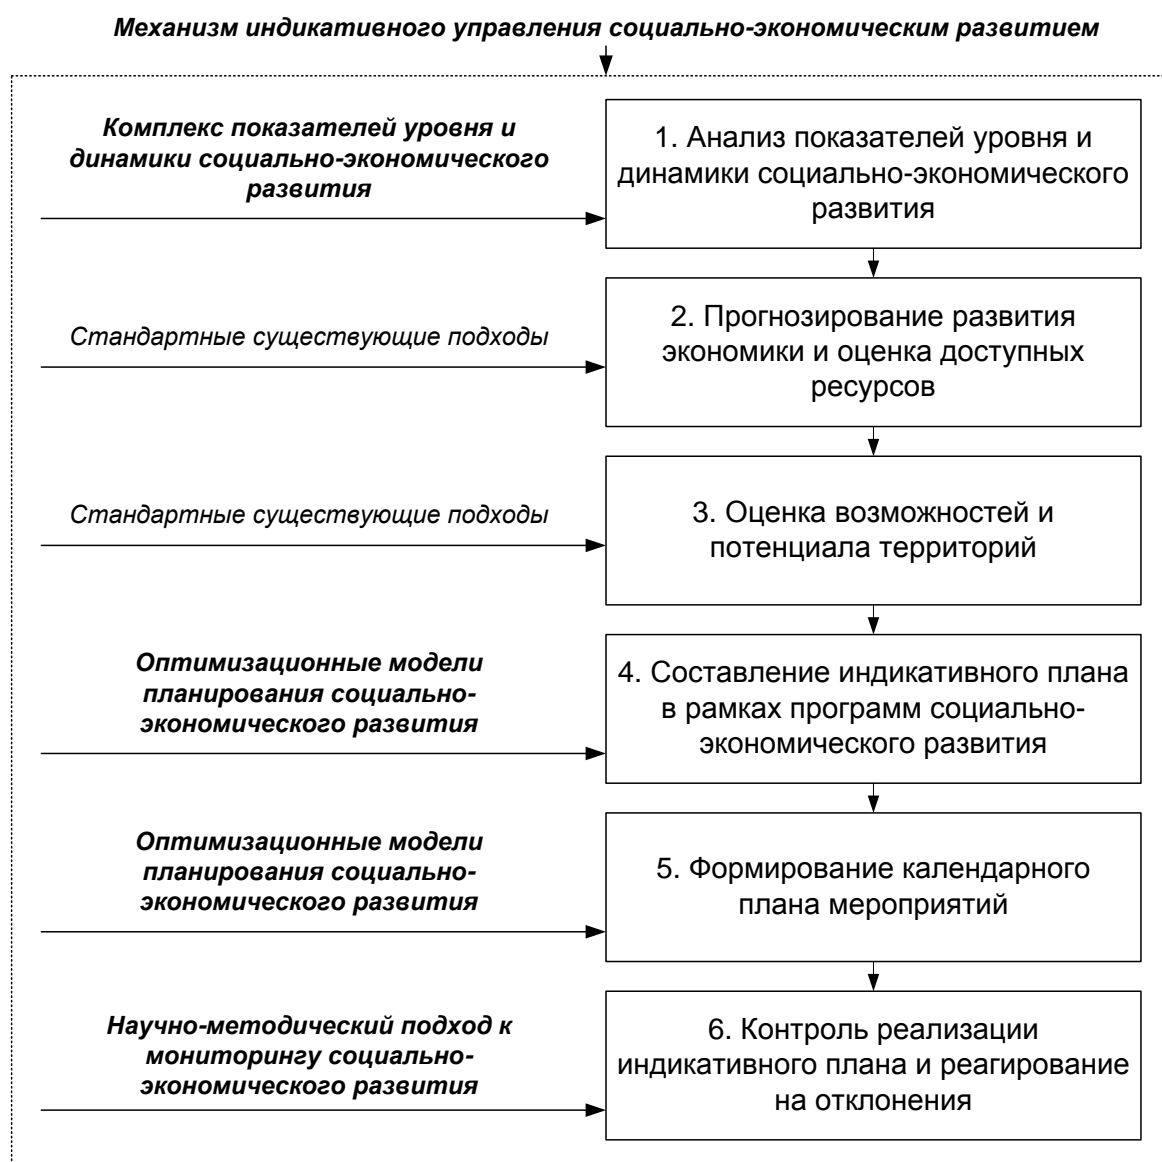 Механизм индикативного управления социально-экономическим развитием
Комплекс показателей уровня и
динамики социально-экономического
развития
1. Анализ показателей уровня и
динамики социально-экономического
развития
Стандартные существующие подходы
2. Прогнозирование развития
экономики и оценка доступных
ресурсов
Стандартные существующие подходы
3. Оценка возможностей и
потенциала территорий
Оптимизационные модели
планирования социально-
экономического развития
4. Составление индикативного плана
в рамках программ социально-
экономического развития
Оптимизационные модели
планирования социально-
экономического развития
5. Формирование календарного
плана мероприятий
Научно-методический подход к
мониторингу социально-
экономического развития
6. Контроль реализации
индикативного плана и реагирование
на отклонения